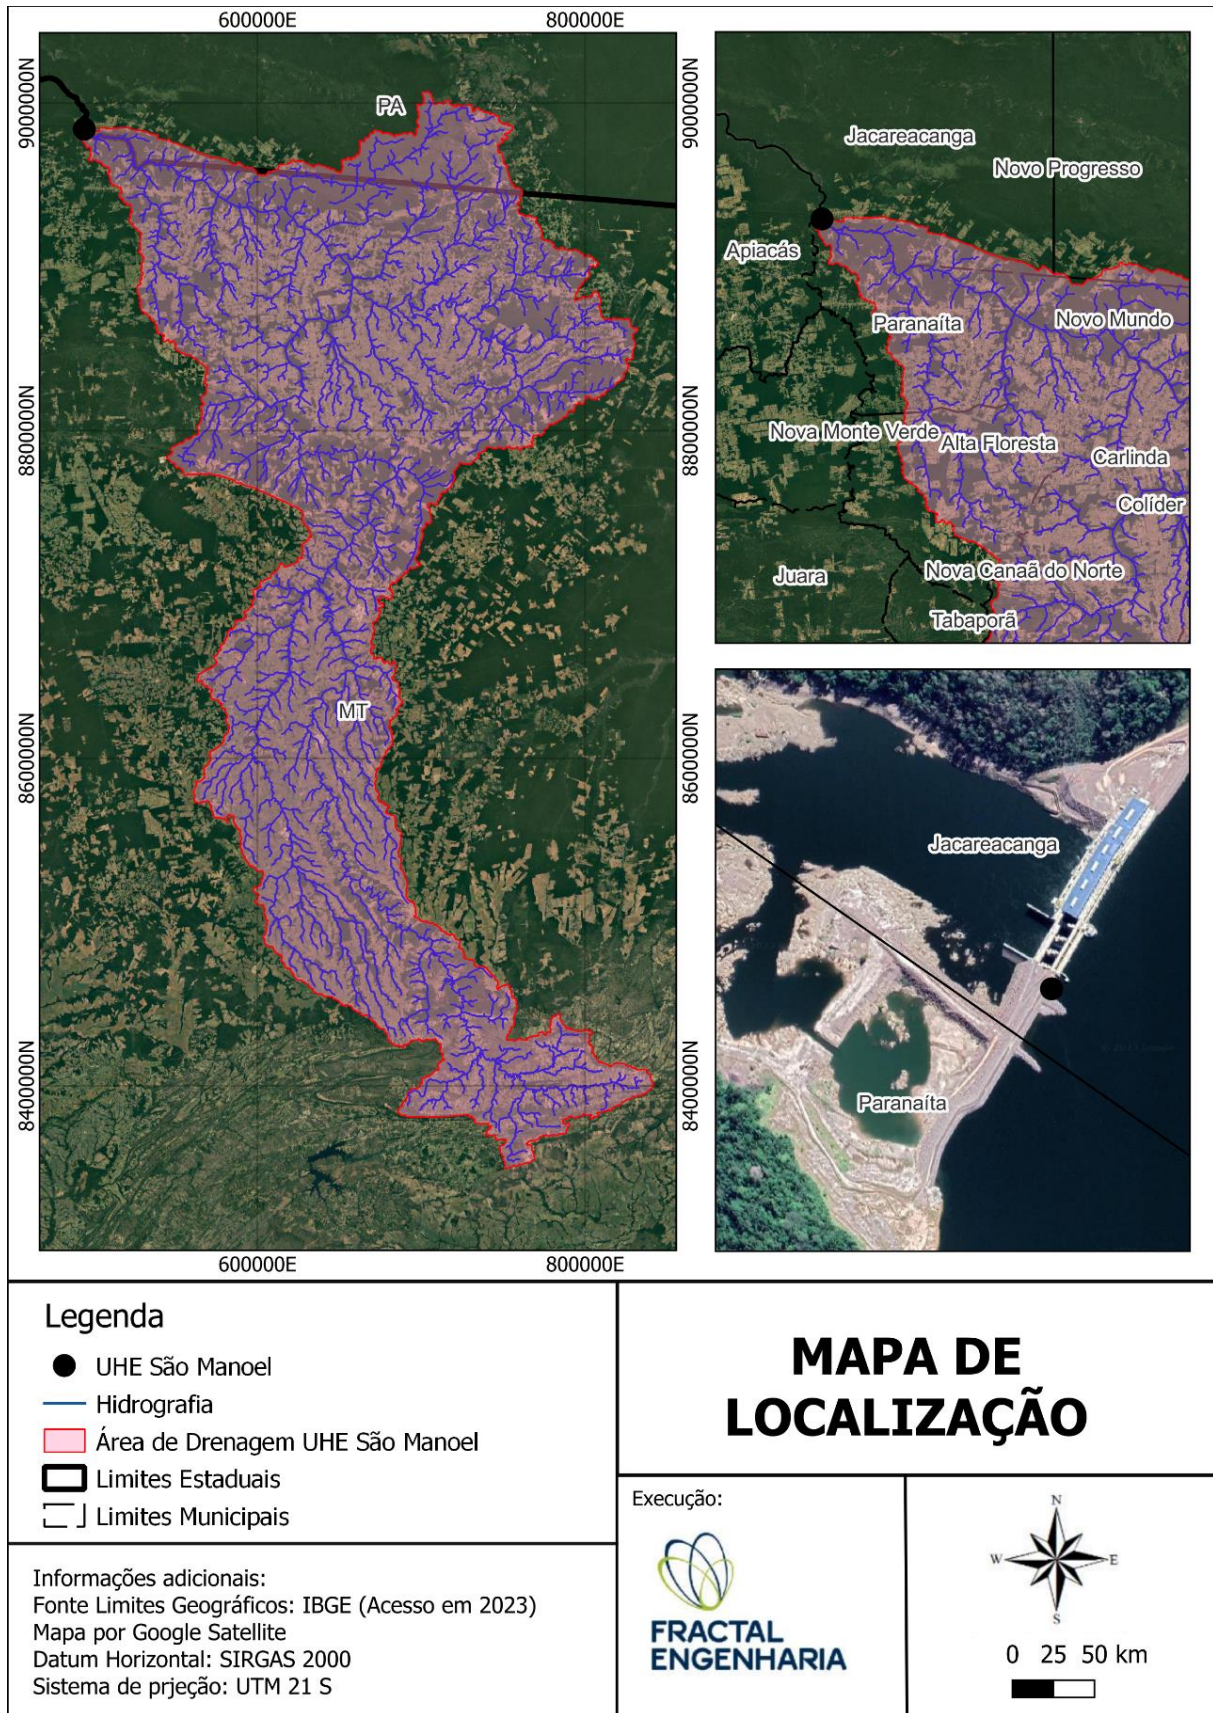 600000E
800000E
9000000N
8800000N
8600000N
8400000N
PA
MT
600000E
800000E
9000000N
8800000N
8600000N
8400000N
Jacareacanga
Novo Progresso
Apiacás
Paranaíta
Novo Mundo
Nova Monte Verde
Alta Floresta
Carlinda
Colíder
Juara
Nova Canaã do Norte
Tabaporã
Jacareacanga
Paranaíta
Legenda
UHE São Manoel
Hidrografia
Área de Drenagem UHE São Manoel
Limites Estaduais
Limites Municipais
Informações adicionais:
Fonte Limites Geográficos: IBGE (Acesso em 2023)
Mapa por Google Satellite
Datum Horizontal: SIRGAS 2000
Sistema de prjeção: UTM 21 S
MAPA DE
LOCALIZAÇÃO
Execução:
FRACTAL
ENGENHARIA
N
W
E
S
0 25 50 km